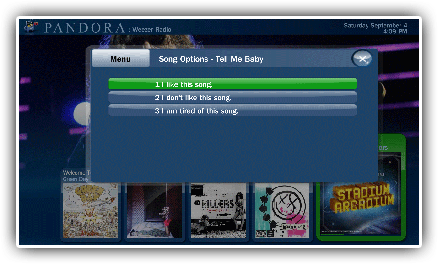 PANDORA : Weezer Radio
Saturday September 4
4:09 PM
Menu
Song Options - Tell Me Baby
1 I like this song.
2 I don't like this song.
3 I am tired of this song.
Welcome T
Green Day
KILLERS
STADIUM
ARCADIUM